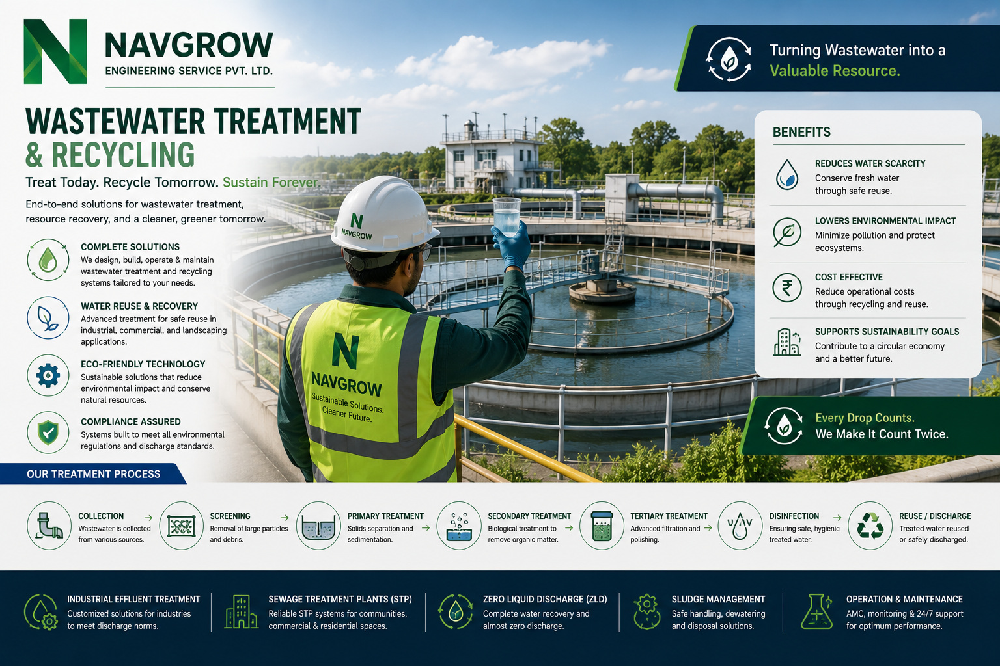 N
NAVGROW
ENGINEERING SERVICE PVT. LTD.
WASTEWATER TREATMENT
& RECYCLING
Treat Today. Recycle Tomorrow. Sustain Forever.
End-to-end solutions for wastewater treatment,
resource recovery, and a cleaner, greener tomorrow.
COMPLETE SOLUTIONS
We design, build, operate & maintain
wastewater treatment and recycling
systems tailored to your needs.
WATER REUSE & RECOVERY
Advanced treatment for safe reuse in
industrial, commercial, and landscaping
applications.
ECO-FRIENDLY TECHNOLOGY
Sustainable solutions that reduce
environmental impact and conserve
natural resources.
COMPLIANCE ASSURED
Systems built to meet all environmental
regulations and discharge standards.
N
NAVGROW
N
NAVGROW
Sustainable Solutions.
Cleaner Future.
Turning Wastewater into a
Valuable Resource.
BENEFITS
REDUCES WATER SCARCITY
Conserve fresh water
through safe reuse.
LOWERS ENVIRONMENTAL IMPACT
Minimize pollution and protect
ecosystems.
₹
COST EFFECTIVE
Reduce operational costs
through recycling and reuse.
SUPPORTS SUSTAINABILITY GOALS
Contribute to a circular economy
and a better future.
Every Drop Counts.
We Make It Count Twice.
OUR TREATMENT PROCESS
COLLECTION
Wastewater is collected
from various sources.
SCREENING
Removal of large particles
and debris.
PRIMARY TREATMENT
Solids separation and
sedimentation.
SECONDARY TREATMENT
Biological treatment to
remove organic matter.
TERTIARY TREATMENT
Advanced filtration and
polishing.
DISINFECTION
Ensuring safe, hygienic
treated water.
REUSE / DISCHARGE
Treated water reused
or safely discharged.
INDUSTRIAL EFFLUENT TREATMENT
Customized solutions for industries
to meet discharge norms.
SEWAGE TREATMENT PLANTS (STP)
Reliable STP systems for communities,
commercial & residential spaces.
ZERO LIQUID DISCHARGE (ZLD)
Complete water recovery and
almost zero discharge.
SLUDGE MANAGEMENT
Safe handling, dewatering
and disposal solutions.
OPERATION & MAINTENANCE
AMC, monitoring & 24/7 support
for optimum performance.